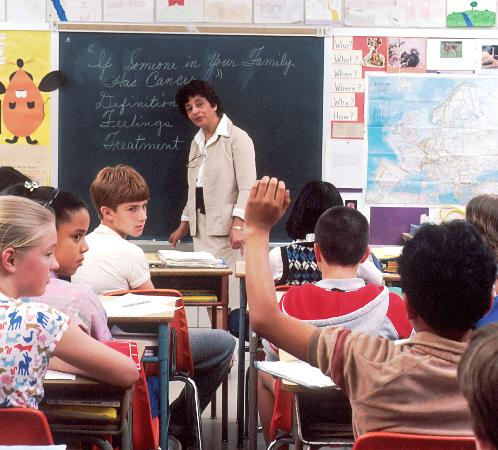 "If Someone in Your Family
Has Cancer"
Definition
Feelings
Treatment
Who?
What?
When?
Where?
Why?
How?